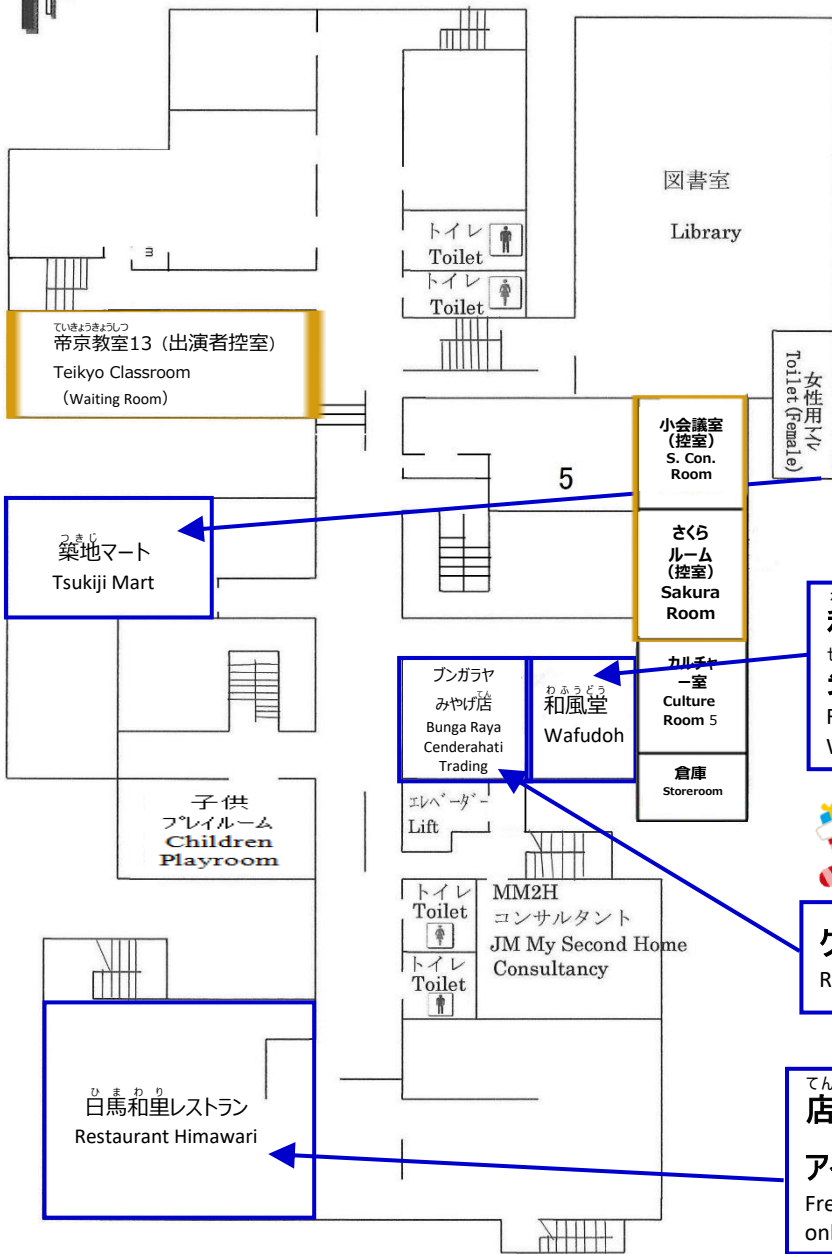 図書室
Library
トイレ
Toilet
トイレ
Toilet
ていきょうきょうしつ
帝京教室13 (出演者控室)
Teikyo Classroom
（Waiting Room）
女性用トイレ
Toilet(Female)
小会議室
(控室)
S. Con.
Room
5
つきじ
築地マート
Tsukiji Mart
さくら
ルーム
(控室)
Sakura
Room
ブンガラヤ
てん
みやげ店
Bunga Raya
Cenderahati
Trading
わふうどう
和風堂
Wafudoh
カルチャ
ー室
Culture
Room 5
倉庫
Storeroom
子供
プレイルーム
Children
Playroom
エレベーダー
Lift
トイレ
Toilet
トイレ
Toilet
MM2H
コンサルタント
JM My Second Home
Consultancy
ひまわり
日馬和里レストラン
Restaurant Himawari
てん
店